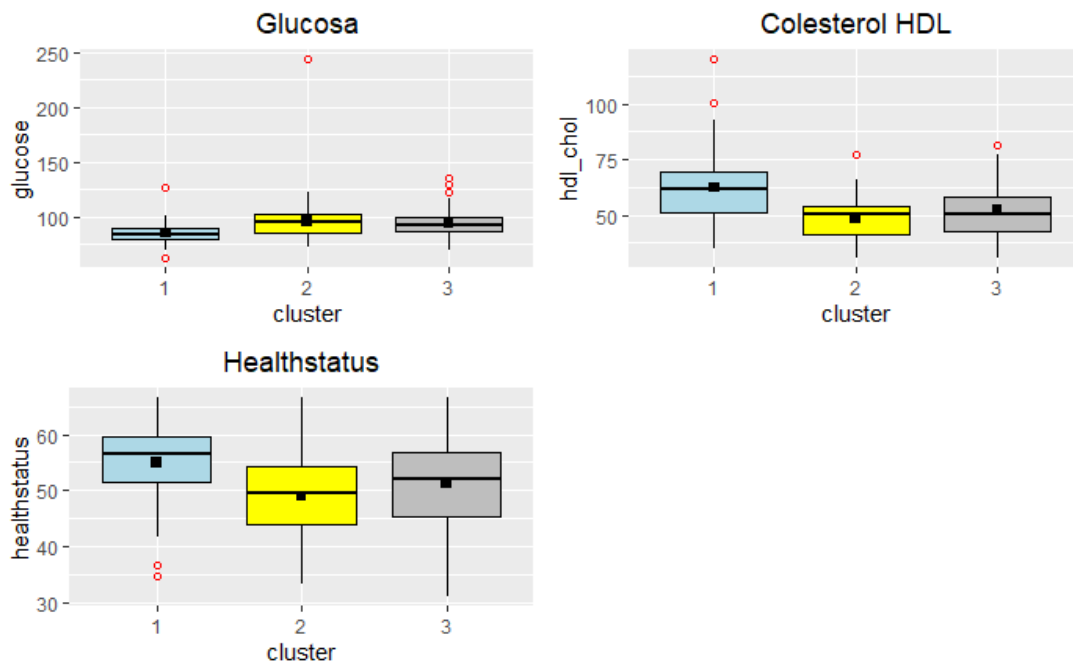 Glucosa
250
200
150
100
glucose
1 2 3
cluster
Colesterol HDL
100
75
50
hdl_chol
1 2 3
cluster
Healthstatus
60
50
40
30
healthstatus
1 2 3
cluster